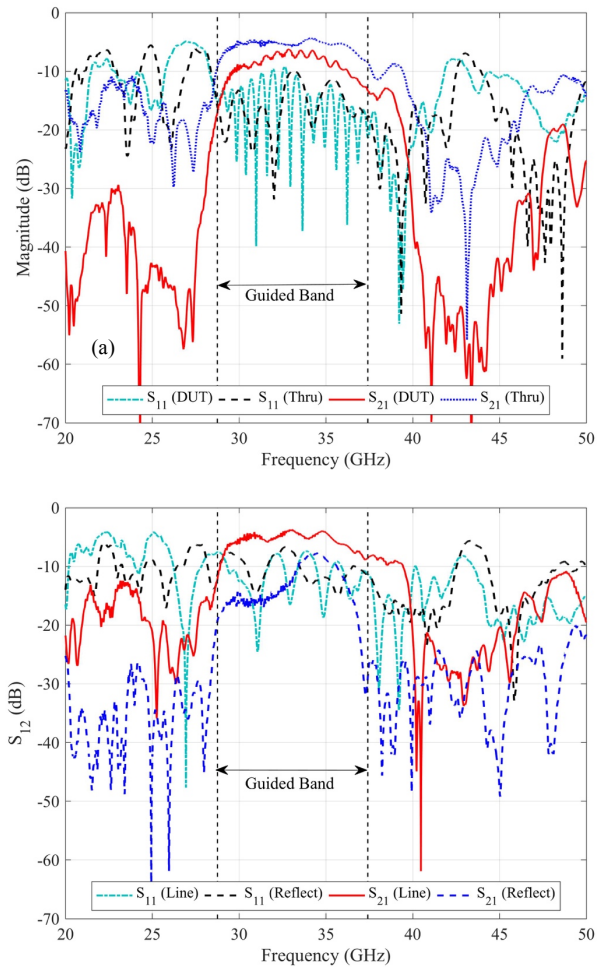 0
-10
-20
-30
-40
-50
-60
-70
Magnitude (dB)
Guided Band
(a)
S11 (DUT) S11 (Thru) S21 (DUT) S21 (Thru)
20 25 30 35 40 45 50
Frequency (GHz)
0
-10
-20
-30
-40
-50
-60
-70
S12 (dB)
Guided Band
S11 (Line) S11 (Reflect) S21 (Line) S21 (Reflect)
20 25 30 35 40 45 50
Frequency (GHz)